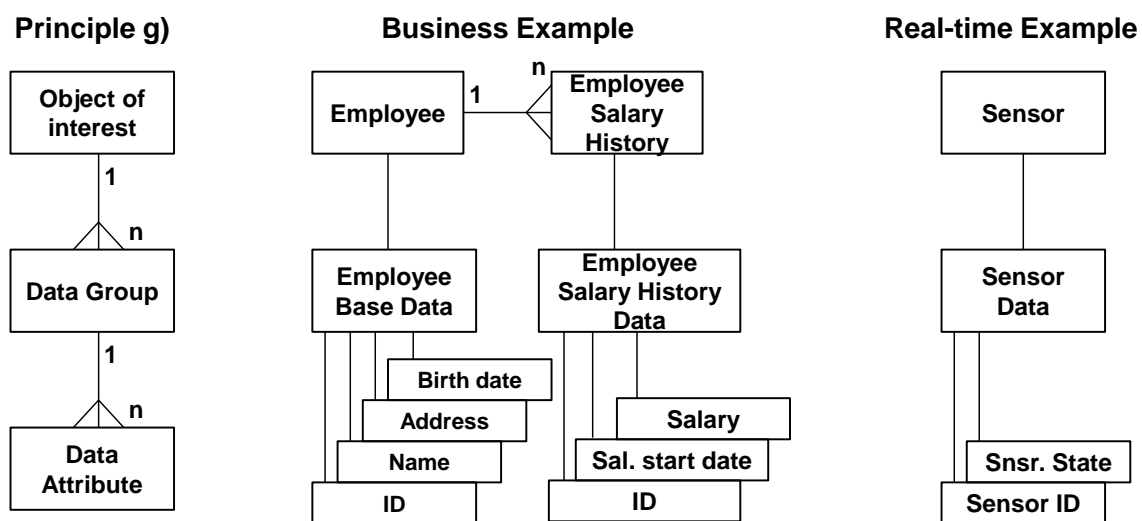 Principle g)
Business Example
Real-time Example
Object of
interest
1
n
Data Group
1
n
Data
Attribute
Employee
1
n
Employee
Salary
History
Employee
Base Data
Employee
Salary History
Data
Birth date
Address
Name
ID
Salary
Sal. start date
ID
Sensor
Sensor
Data
Snsr. State
Sensor ID